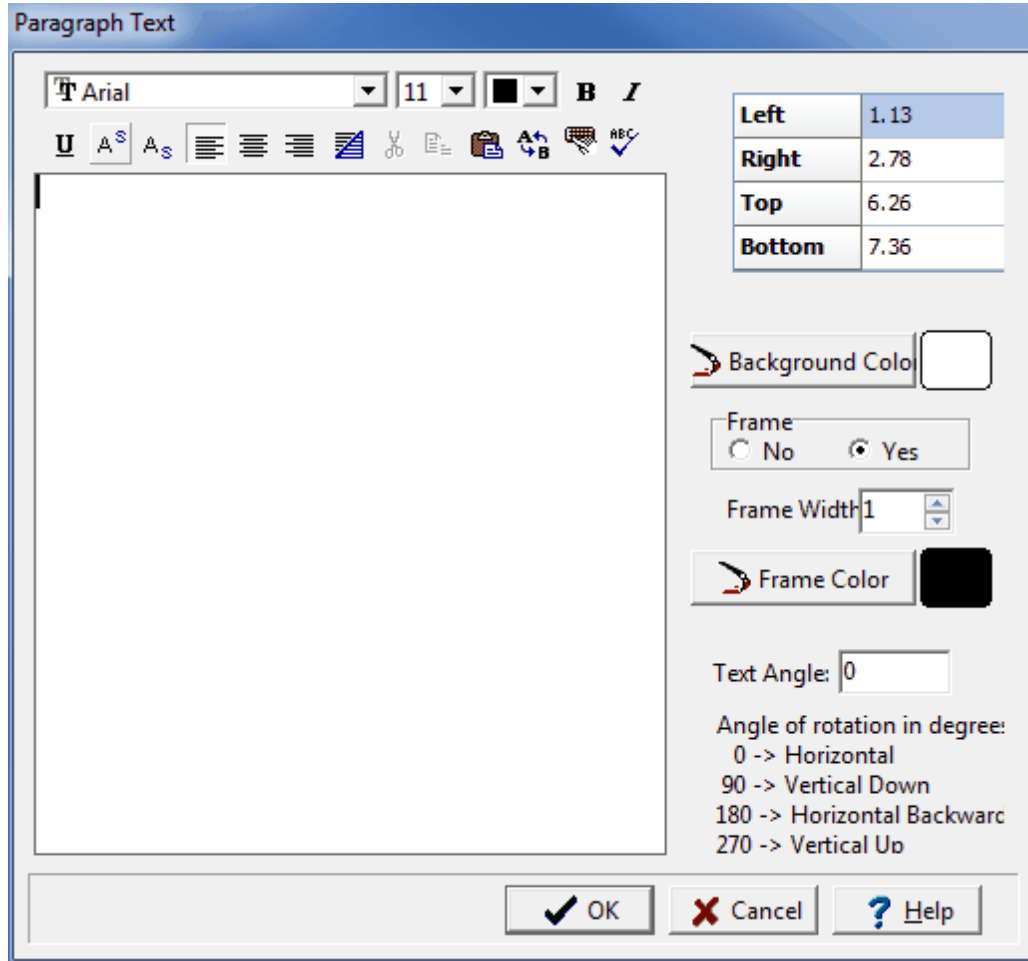 Paragraph Text
Arial 11 B I
U A S A S A B ABC
Left 1.13
Right 2.78
Top 6.26
Bottom 7.36
Background Colo
Frame
No Yes
Frame Width 1
Frame Color
Text Angle: 0
Angle of rotation in degree
0 -> Horizontal
90 -> Vertical Down
180 -> Horizontal Backward
270 -> Vertical Up
OK Cancel ? Help